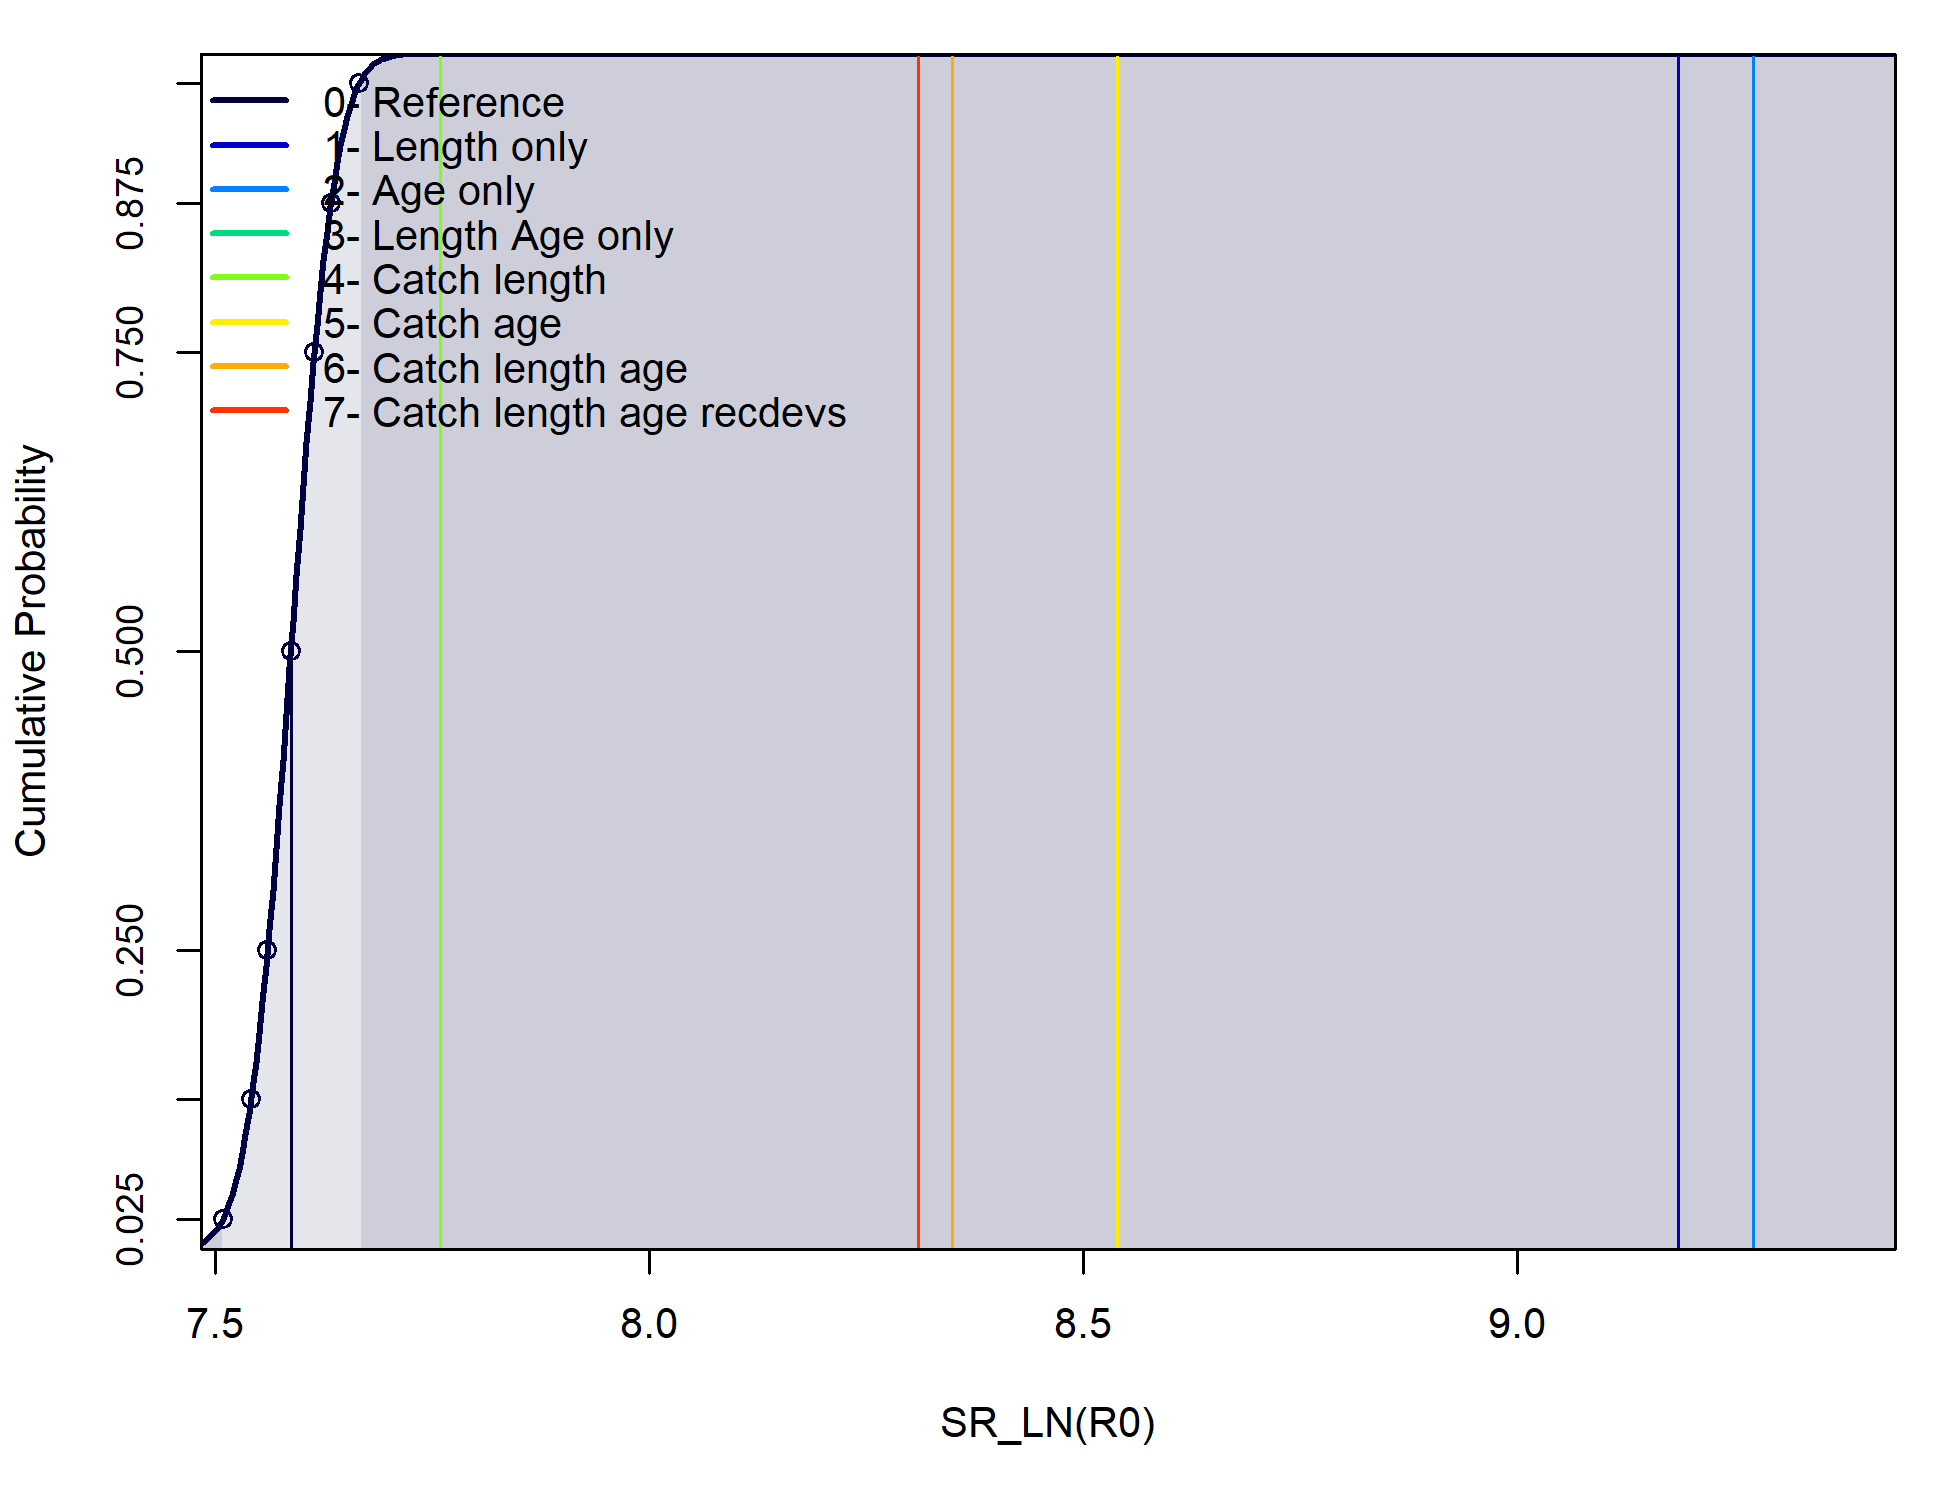 0- Reference
1- Length only
2- Age only
3- Length Age only
4- Catch length
5- Catch age
6- Catch length age
7- Catch length age recdevs
Cumulative Probability
0.875
0.750
0.500
0.250
0.025
7.5 8.0 8.5 9.0
SR_LN(R0)